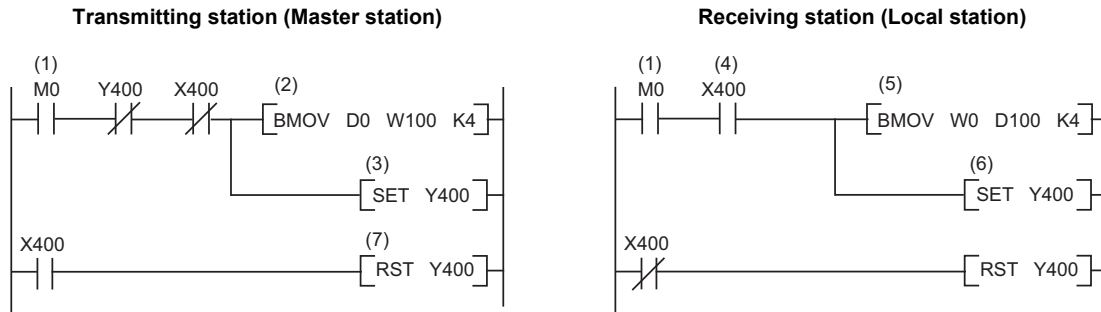 Transmitting station (Master station)
(1)
M0 Y400 X400 (2)
BMOV D0 W100 K4
(3)
SET Y400
X400 (7)
RST Y400
Receiving station (Local station)
(1) (4)
M0 X400 (5)
BMOV W0 D100 K4
(6)
SET Y400
X400
RST Y400